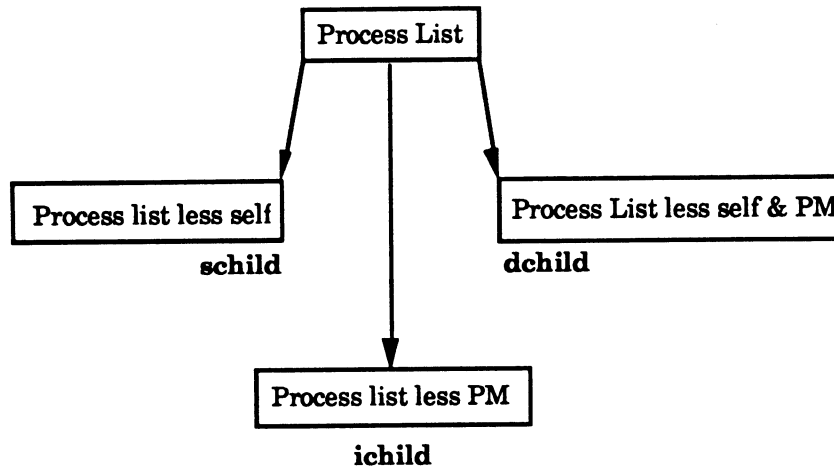 Process List
Process list less self
Process List less self & PM
schild
dchild
Process list less PM
ichild